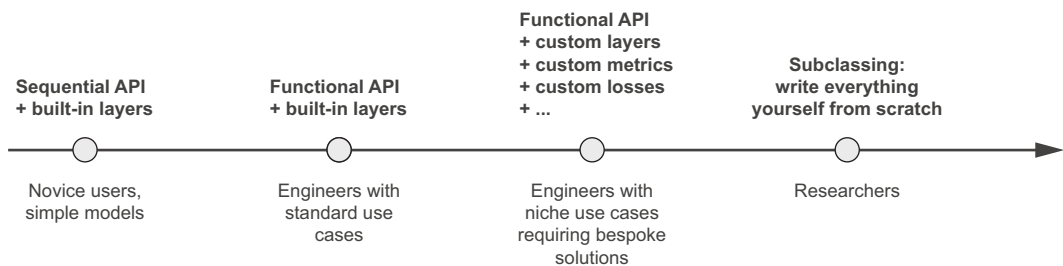 Sequential API
+ built-in layers
Functional API
+ built-in layers
Functional API
+ custom layers
+ custom metrics
+ custom losses
+ ...
Subclassing:
write everything
yourself from scratch
Novice users,
simple models
Engineers with
standard use
cases
Engineers with
niche use cases
requiring bespoke
solutions
Researchers